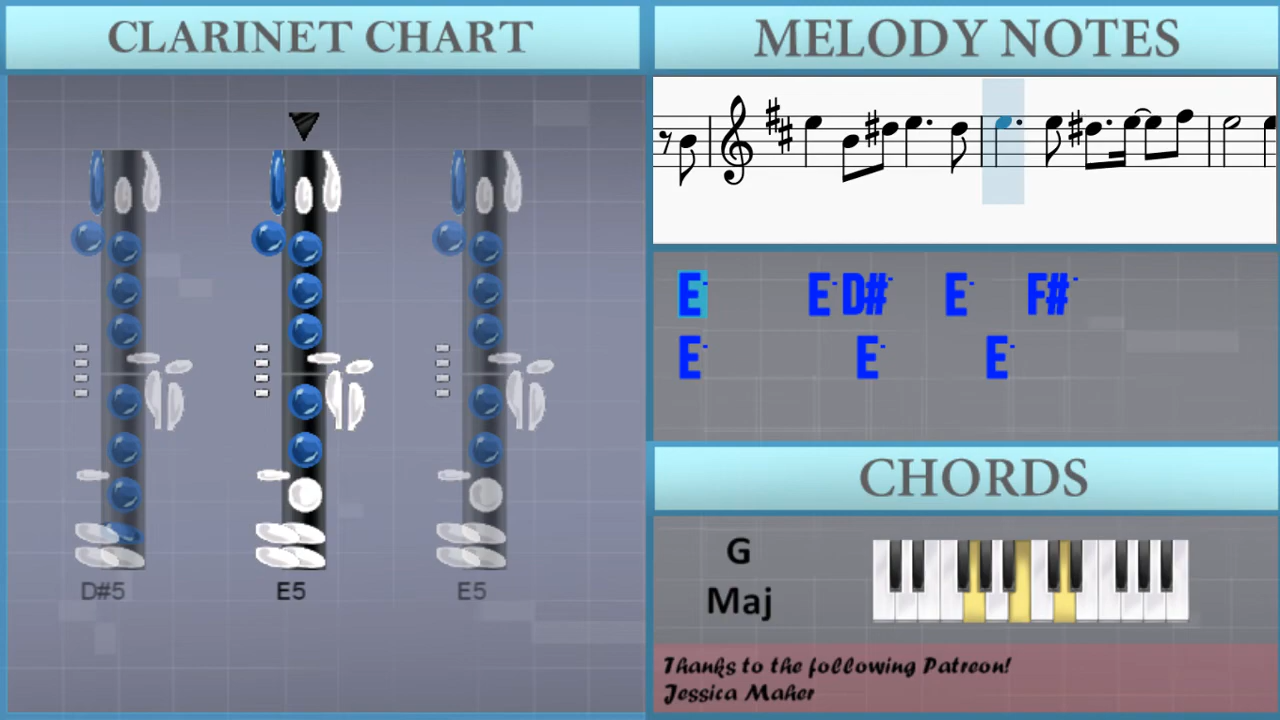 CLARINET CHART
MELODY NOTES
D#5
E5
E5
E- E- D#- E- F#-
E- E- E-
CHORDS
G
Maj
Thanks to the following Patreon!
Jessica Maher